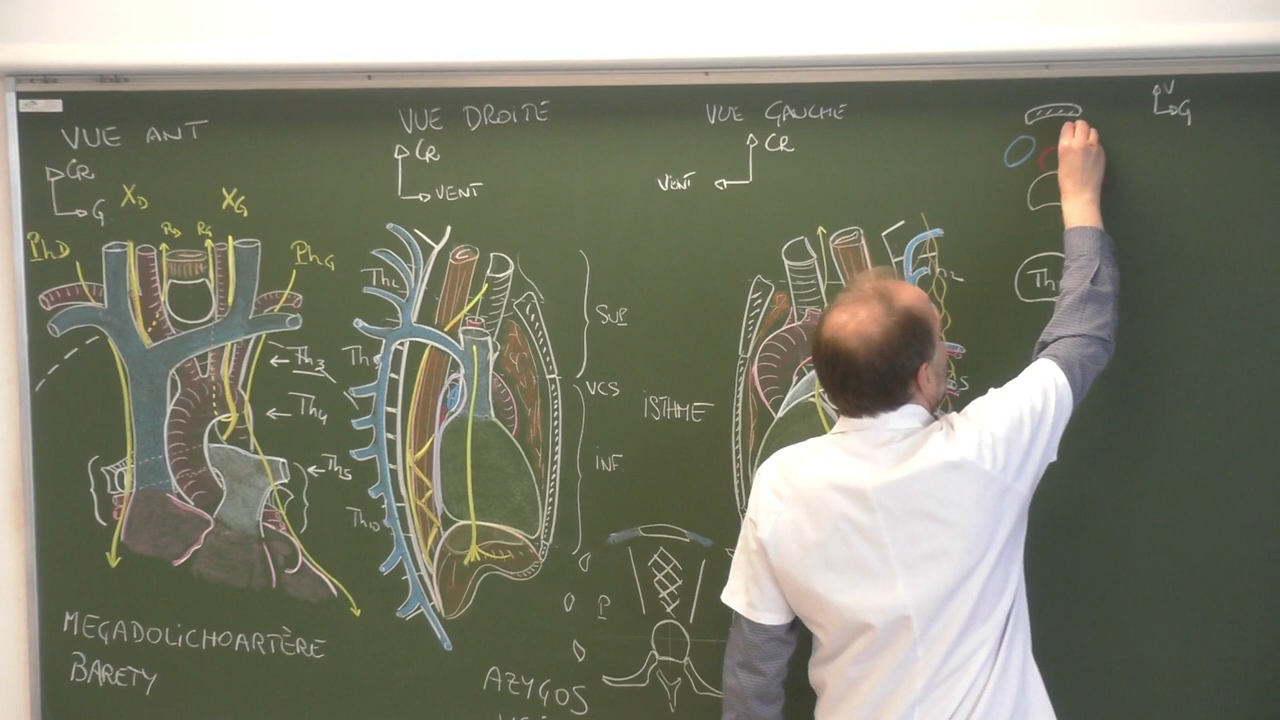 VUE ANT
CR
G
XD
XG
RD
RG
PhD
PhG
Th3
Th4
Th5
MEGADOLICHOARTÈRE
BARETY
VUE DROITE
CR
VENT
Th10
SUP
VCS
INF
P
AZYGOS
VUE GAUCHE
CR
VENT
ISTHME
V
G
Th